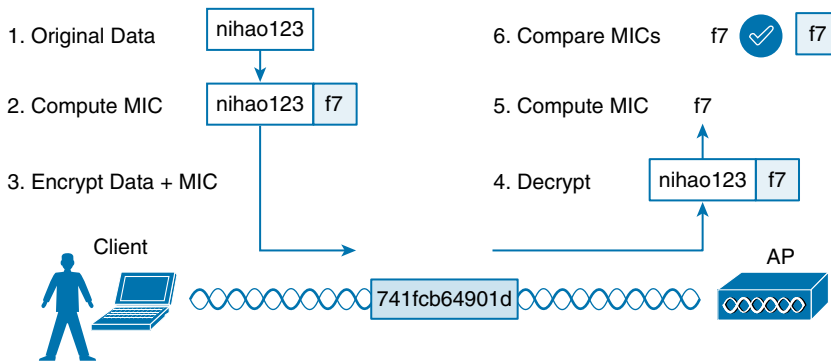 1. Original Data
nihao123
2. Compute MIC
nihao123 f7
3. Encrypt Data + MIC
6. Compare MICs f7 f7
5. Compute MIC f7
4. Decrypt nihao123 f7
Client
741fcb64901d
AP